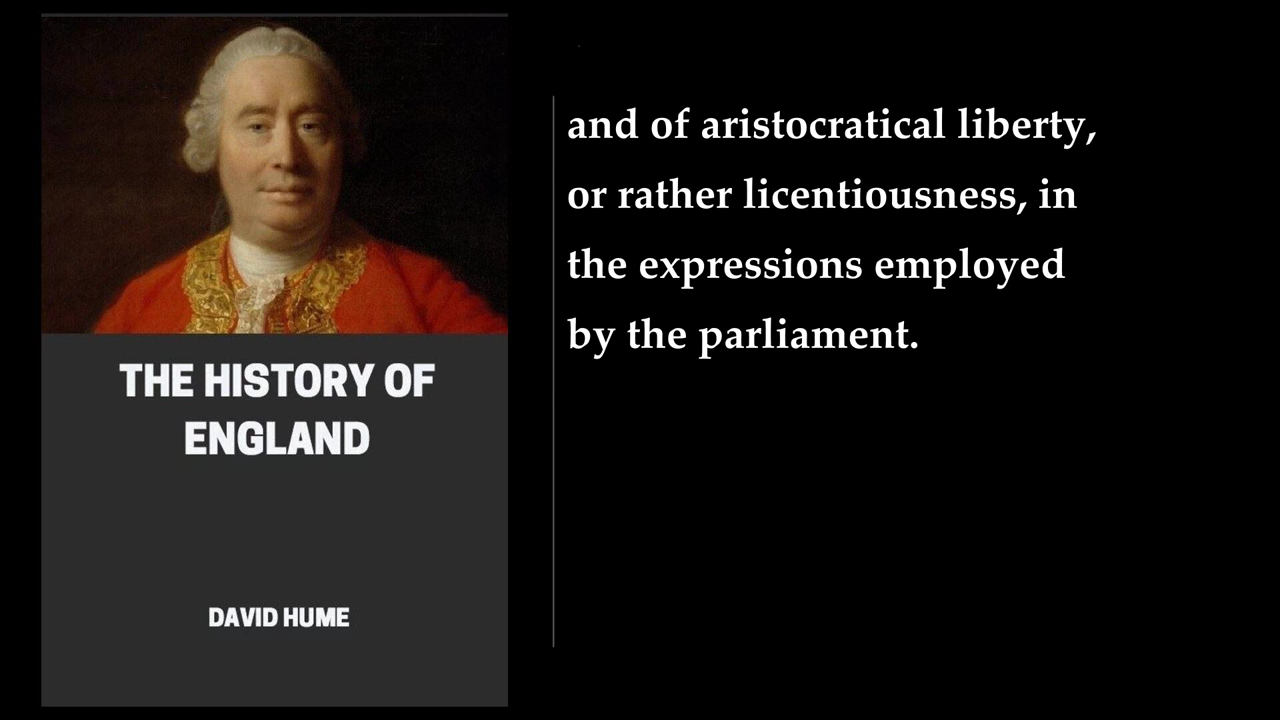 THE HISTORY OF
ENGLAND
DAVID HUME
and of aristocratical liberty,
or rather licentiousness, in
the expressions employed
by the parliament.